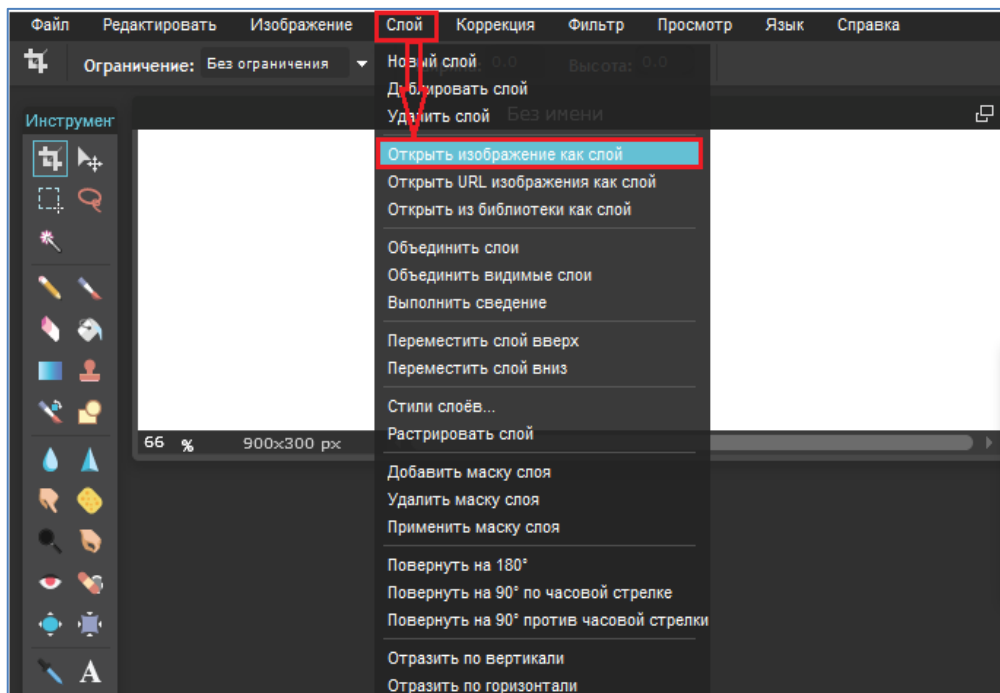 Файл Редактировать Изображение Слой Коррекция Фильтр Просмотр Язык Справка
Ограничение: Без ограничения Высота: 0.0
Инструмент
Без имени
Новый слой
Дублировать слой
Удалить слой
Открыть изображение как слой
Открыть URL изображения как слой
Открыть из библиотеки как слой
Объединить слои
Объединить видимые слои
Выполнить сведение
Переместить слой вверх
Переместить слой вниз
Стили слоёв...
Растрировать слой
Добавить маску слоя
Удалить маску слоя
Применить маску слоя
Повернуть на 180°
Повернуть на 90° по часовой стрелке
Повернуть на 90° против часовой стрелки
Отразить по вертикали
Отразить по горизонтали
66 % 900x300 px
A